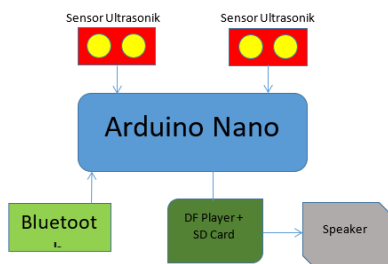 Sensor Ultrasonik
Sensor Ultrasonik
Arduino Nano
Bluetoot
DF Player +
SD Card
Speaker